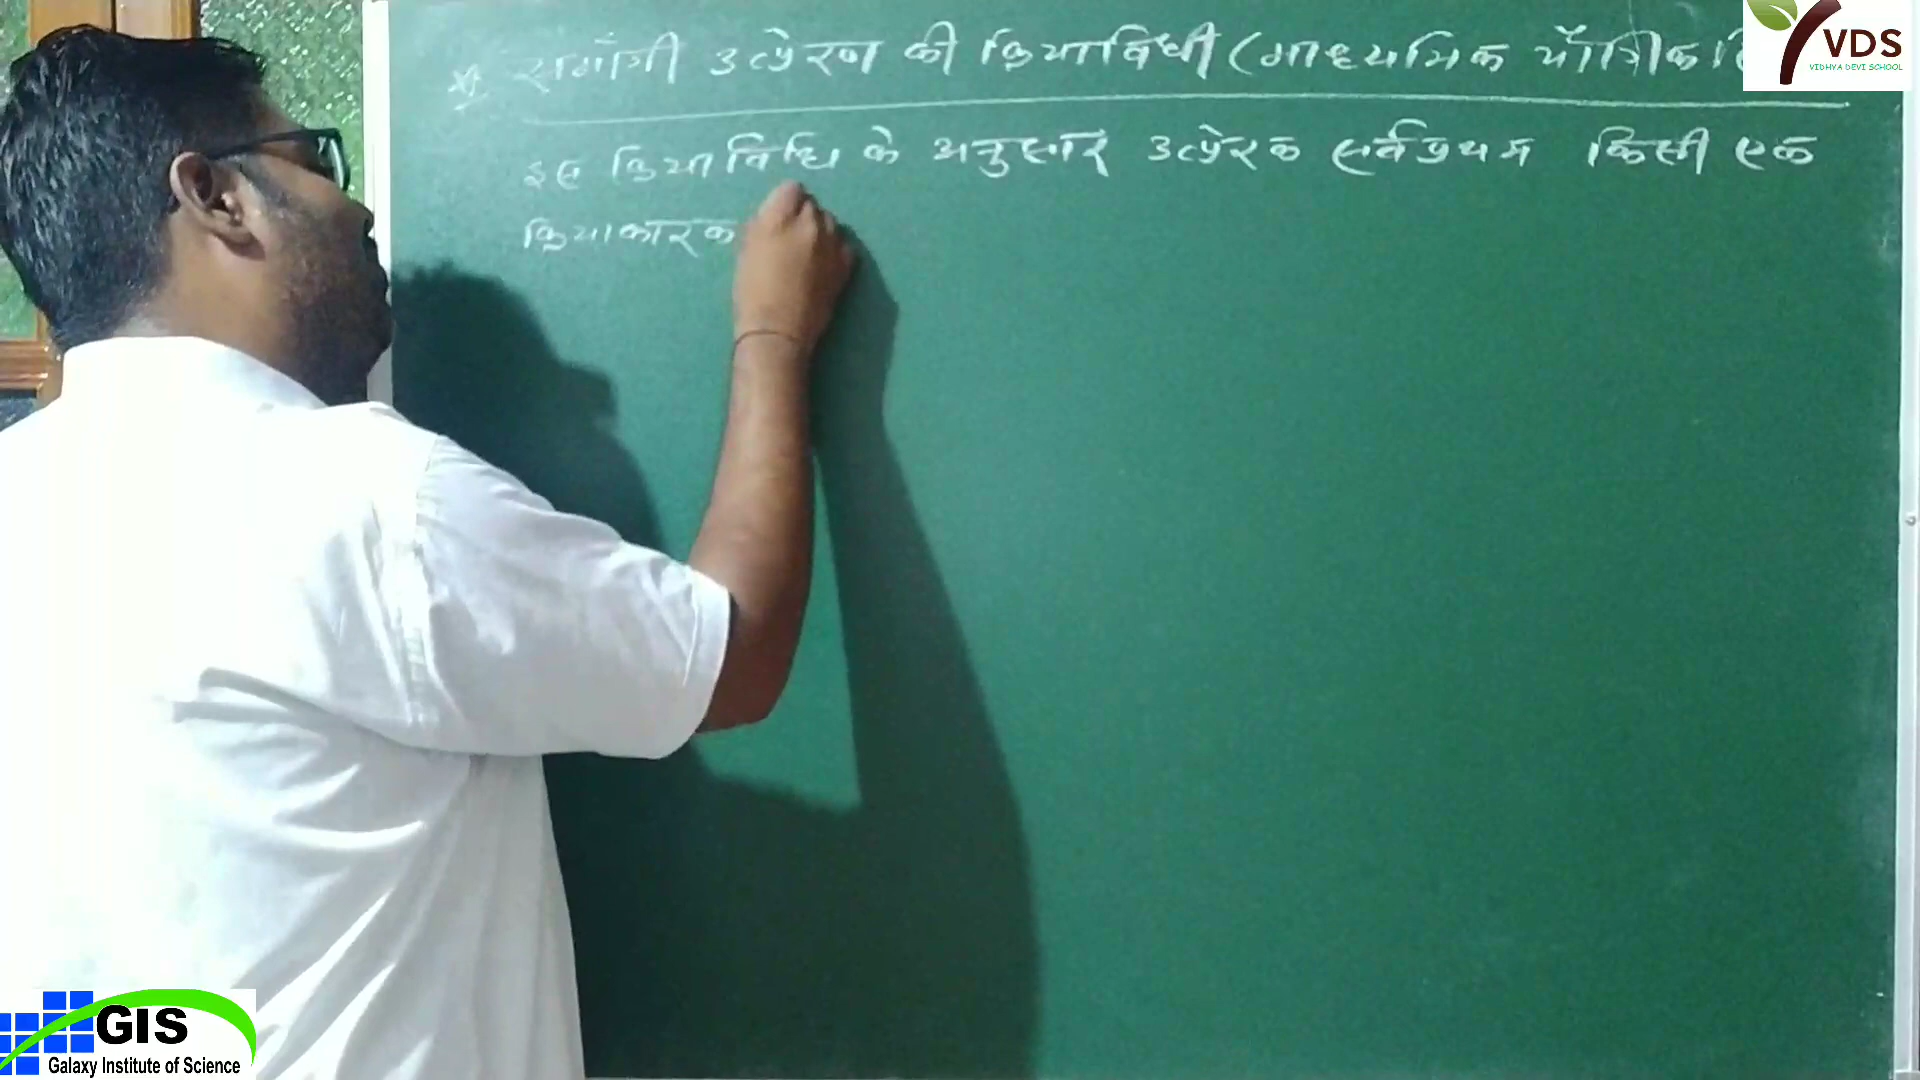 * समांगी उत्प्रेरण की क्रियाविधी (माध्यमिक यौगिक
इस क्रियाविधि के अनुसार उत्प्रेरक सर्वप्रथम किसी एक
क्रियाकारक
VDS
VIDHYA DEVI SCHOOL
GIS
Galaxy Institute of Science